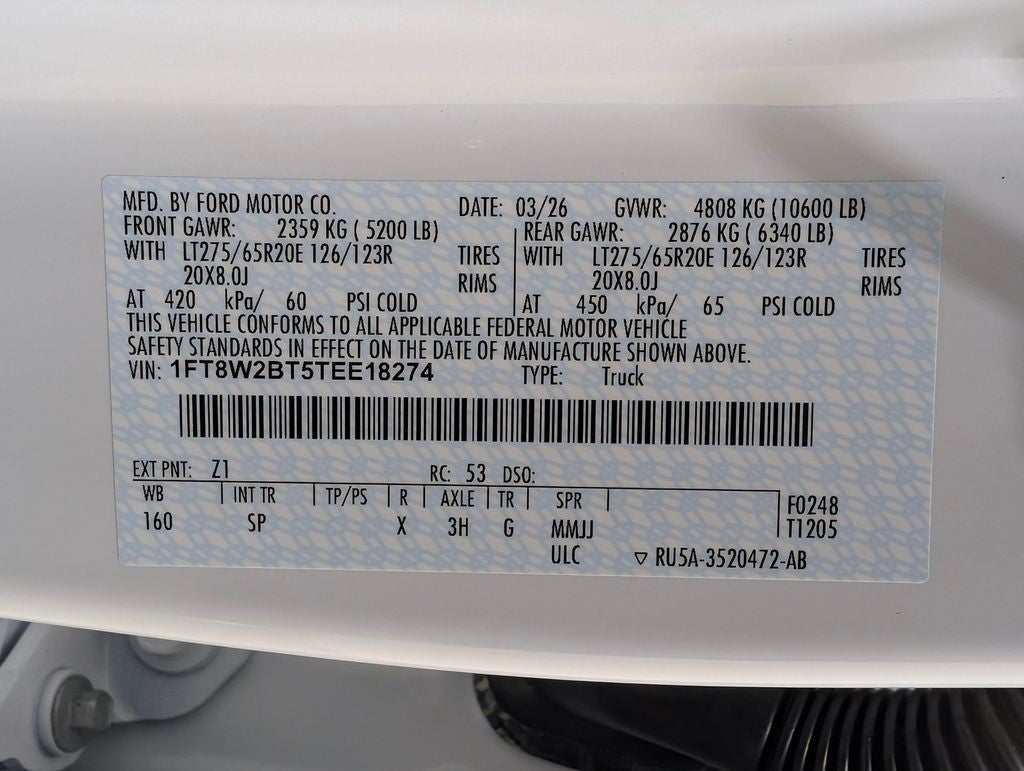 MFD. BY FORD MOTOR CO. DATE: 03/26 GVWR: 4808 KG (10600 LB)
FRONT GAWR: 2359 KG ( 5200 LB) REAR GAWR: 2876 KG ( 6340 LB)
WITH LT275/65R20E 126/123R TIRES WITH LT275/65R20E 126/123R TIRES
20X8.0J RIMS 20X8.0J RIMS
AT 420 kPa/ 60 PSI COLD AT 450 kPa/ 65 PSI COLD
THIS VEHICLE CONFORMS TO ALL APPLICABLE FEDERAL MOTOR VEHICLE
SAFETY STANDARDS IN EFFECT ON THE DATE OF MANUFACTURE SHOWN ABOVE.
VIN: 1FT8W2BT5TEE18274 TYPE: Truck
EXT PNT: Z1 RC: 53 DSO:
WB INT TR TP/PS R AXLE TR SPR F0248
160 SP X 3H G MMJJ T1205
ULC ▽ RU5A-3520472-AB